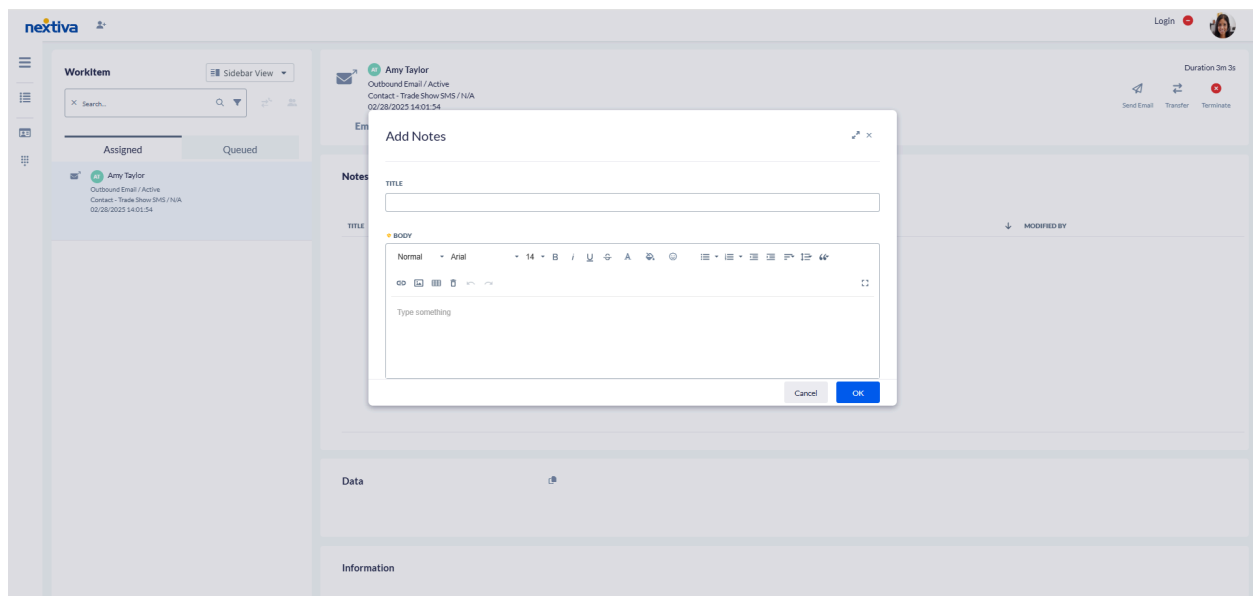 nextiva
Login
WorkItem
Sidebar View
Search...
Assigned
Queued
AT Amy Taylor
Outbound Email / Active
Contact - Trade Show SMS / N/A
02/28/2025 14:01:54
AT Amy Taylor
Outbound Email / Active
Contact - Trade Show SMS / N/A
02/28/2025 14:01:54
Duration 3m 3s
Send Email
Transfer
Terminate
Em
Notes
TITLE
MODIFIED BY
Add Notes
TITLE
BODY
Normal Arial 14 B I U S A
Type something
Cancel
OK
Data
Information